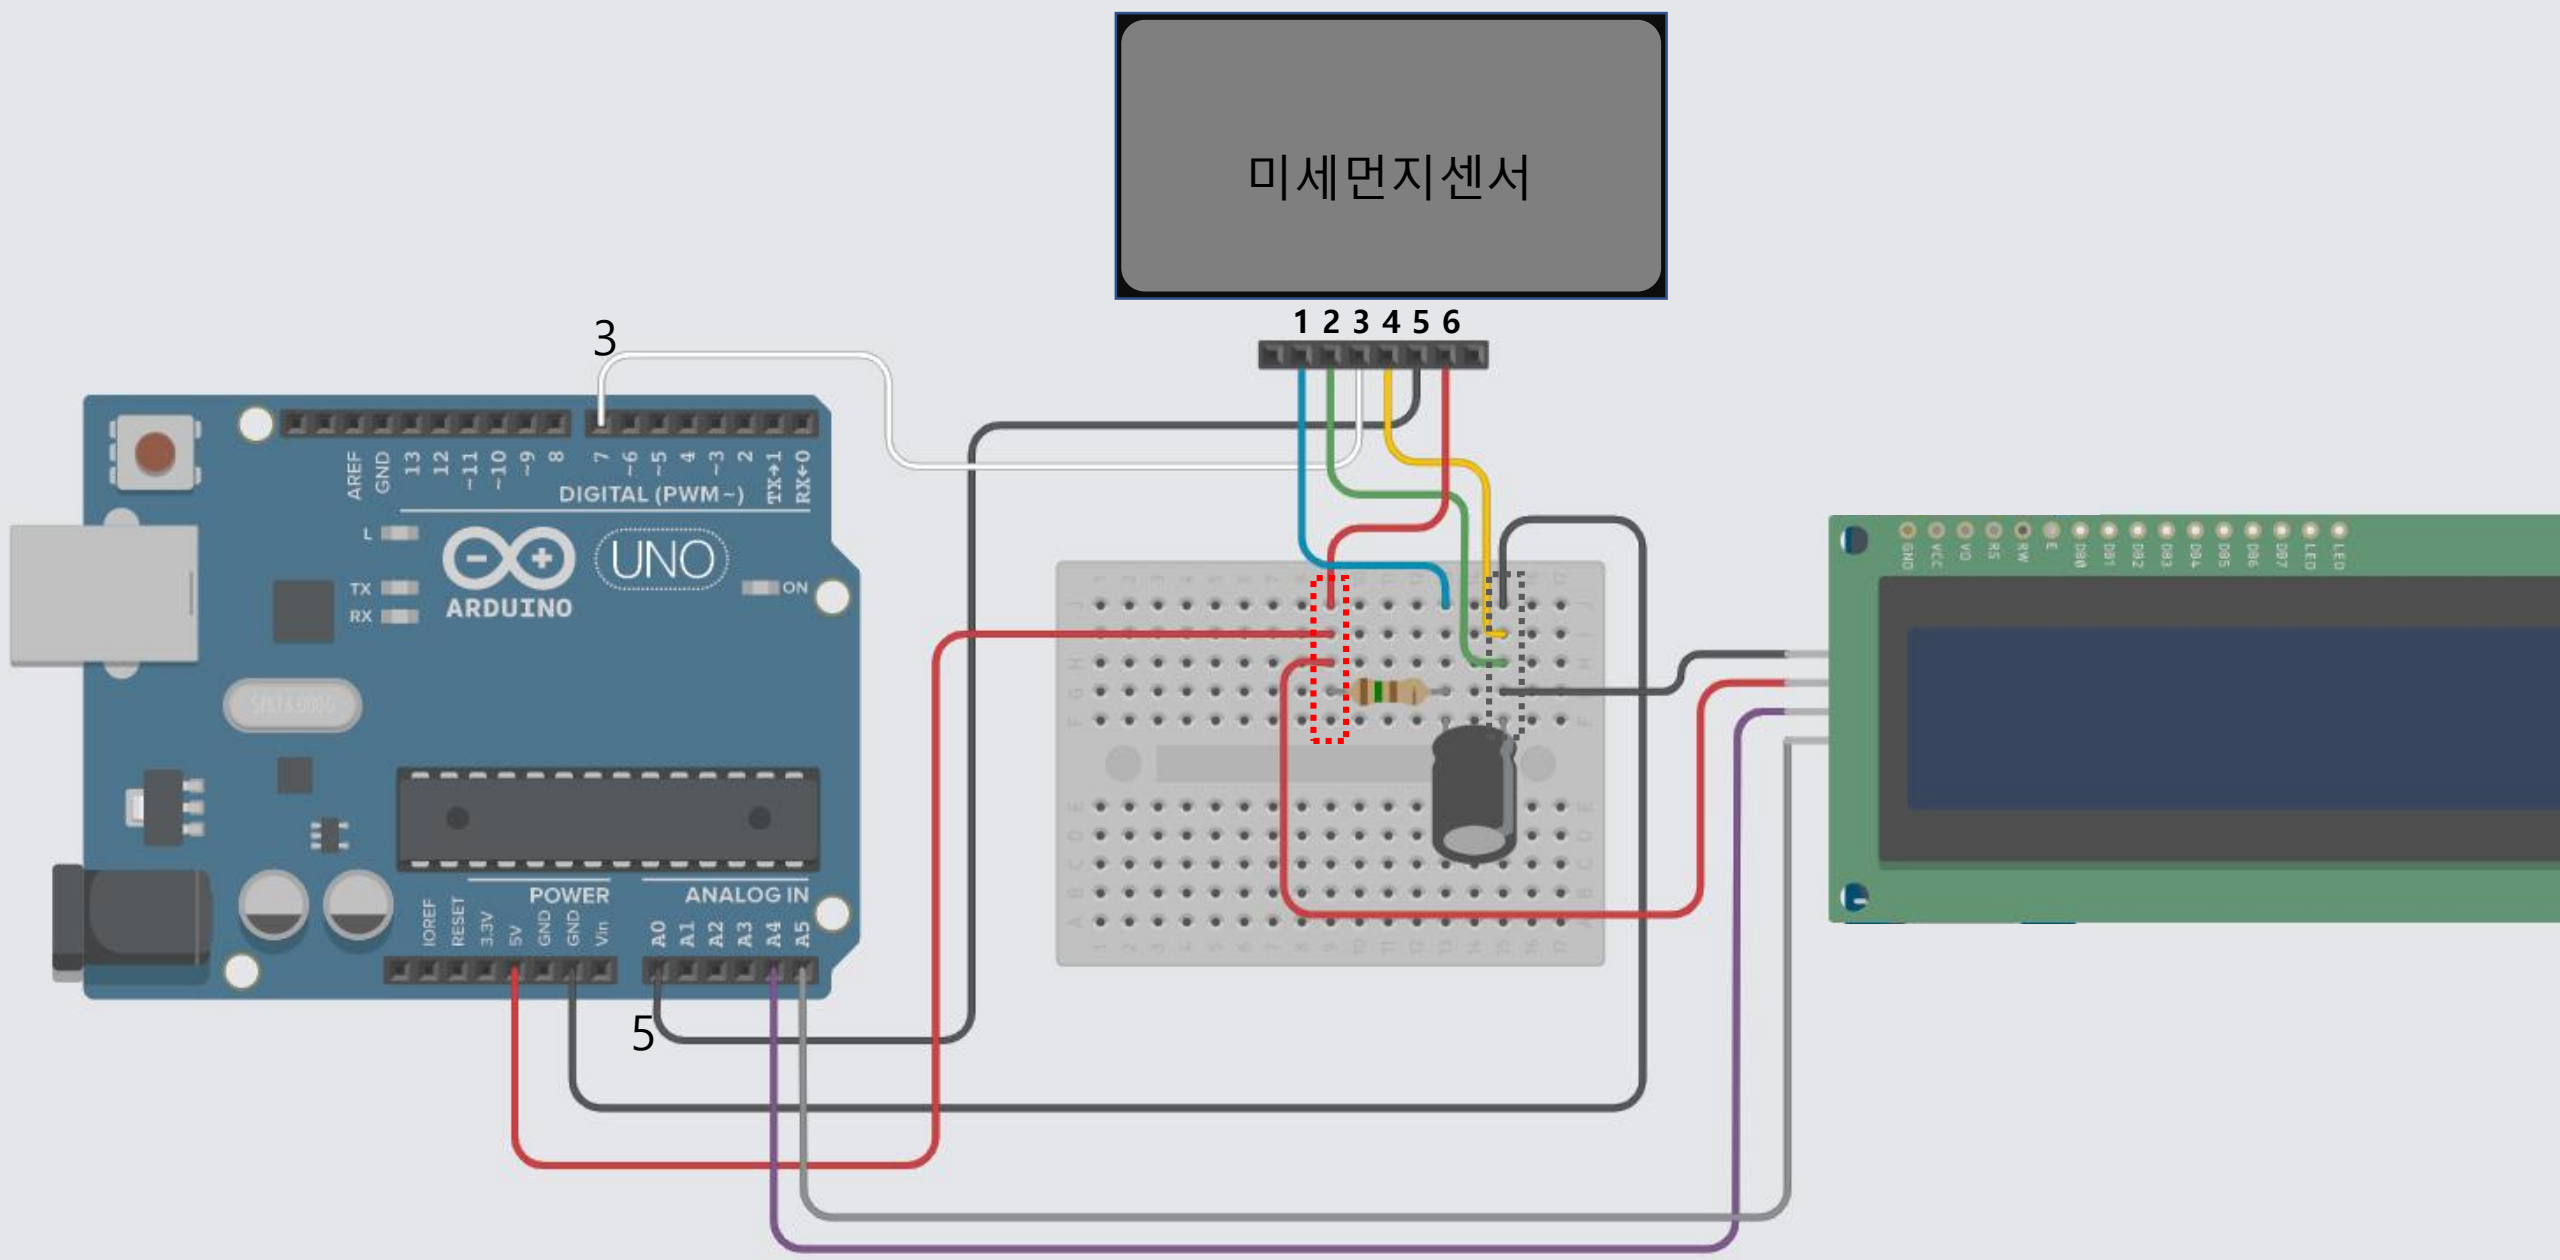 미세먼지센서
1 2 3 4 5 6
3
AREF
GND
13
12
~11
~10
~9
8
7
~6
~5
4
~3
2
TX→1
RX←0
DIGITAL (PWM~)
L
TX
RX
ARDUINO
UNO
ON
POWER
ANALOG IN
IOREF
RESET
3.3V
5V
GND
GND
Vin
A0
A1
A2
A3
A4
A5
5
GND
VCC
VO
RS
RW
E
DB0
DB1
DB2
DB3
DB4
DB5
DB6
DB7
LED
LED